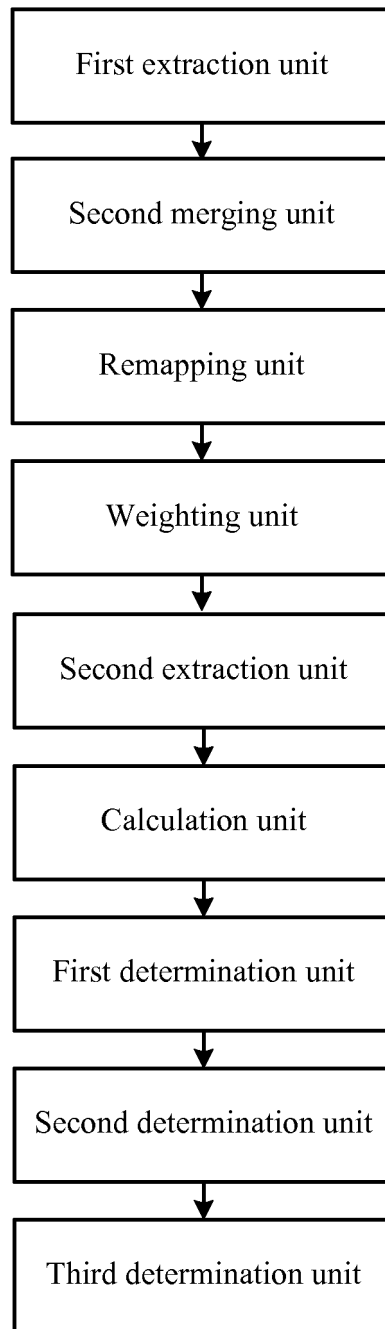 First extraction unit
Second merging unit
Remapping unit
Weighting unit
Second extraction unit
Calculation unit
First determination unit
Second determination unit
Third determination unit